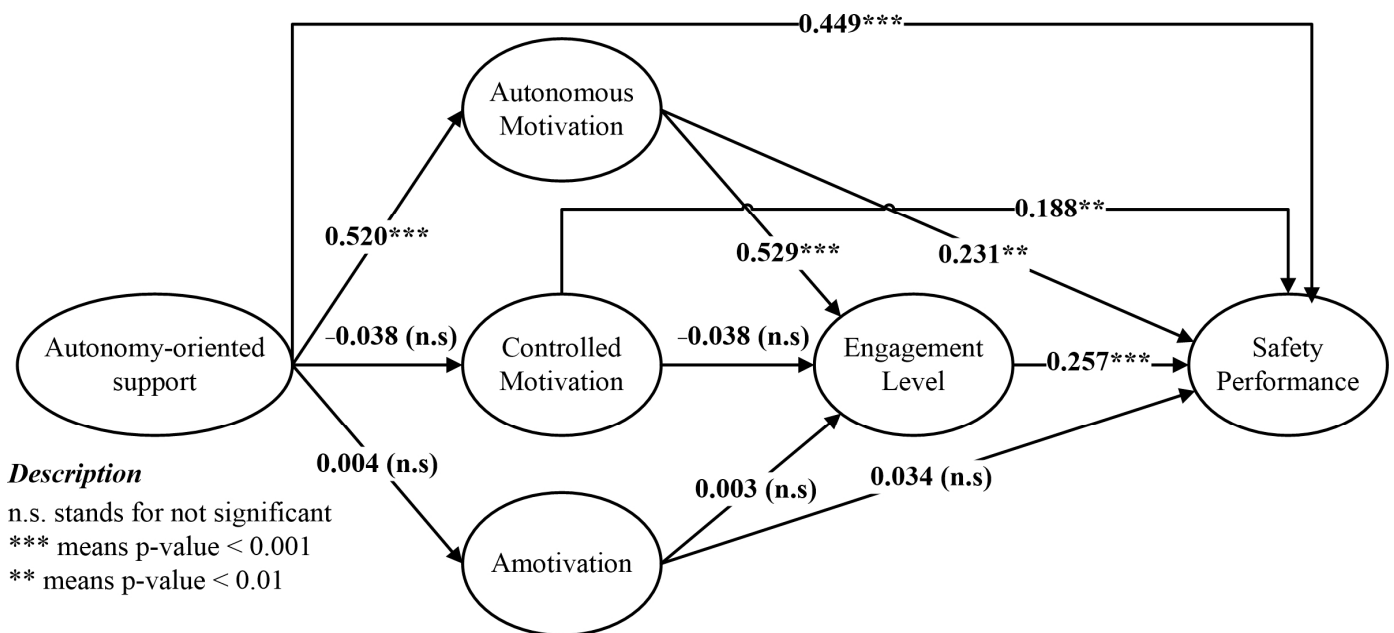 0.449***
Autonomous
Motivation
0.188**
0.520***
0.529***
0.231**
Autonomy-oriented
support
−0.038 (n.s)
Controlled
Motivation
−0.038 (n.s)
Engagement
Level
0.257***
Safety
Performance
0.004 (n.s)
0.003 (n.s)
0.034 (n.s)
Amotivation
Description
n.s. stands for not significant
*** means p-value < 0.001
** means p-value < 0.01